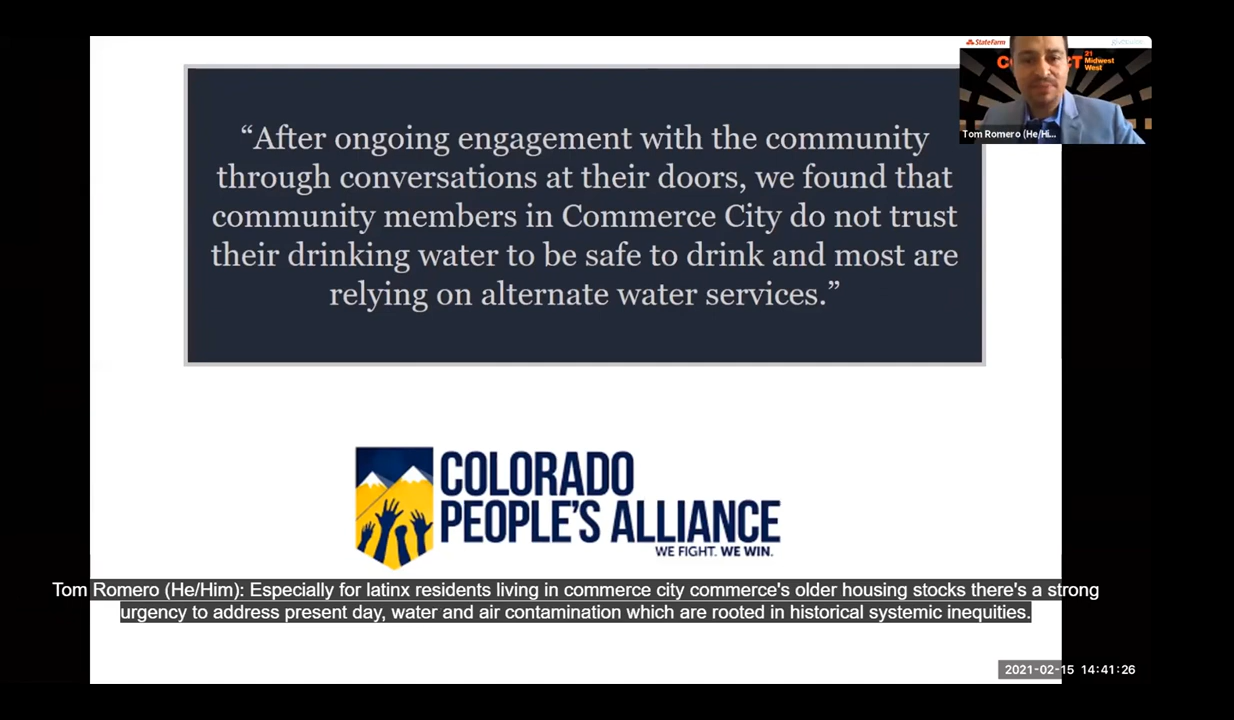 StateFarm
21
Midwest
West
Tom Romero (He/Hi...
“After ongoing engagement with the community
through conversations at their doors, we found that
community members in Commerce City do not trust
their drinking water to be safe to drink and most are
relying on alternate water services.”
COLORADO
PEOPLE'S ALLIANCE
WE FIGHT. WE WIN.
Tom Romero (He/Him): Especially for latinx residents living in commerce city commerce's older housing stocks there's a strong
urgency to address present day, water and air contamination which are rooted in historical systemic inequities.
2021-02-15 14:41:26